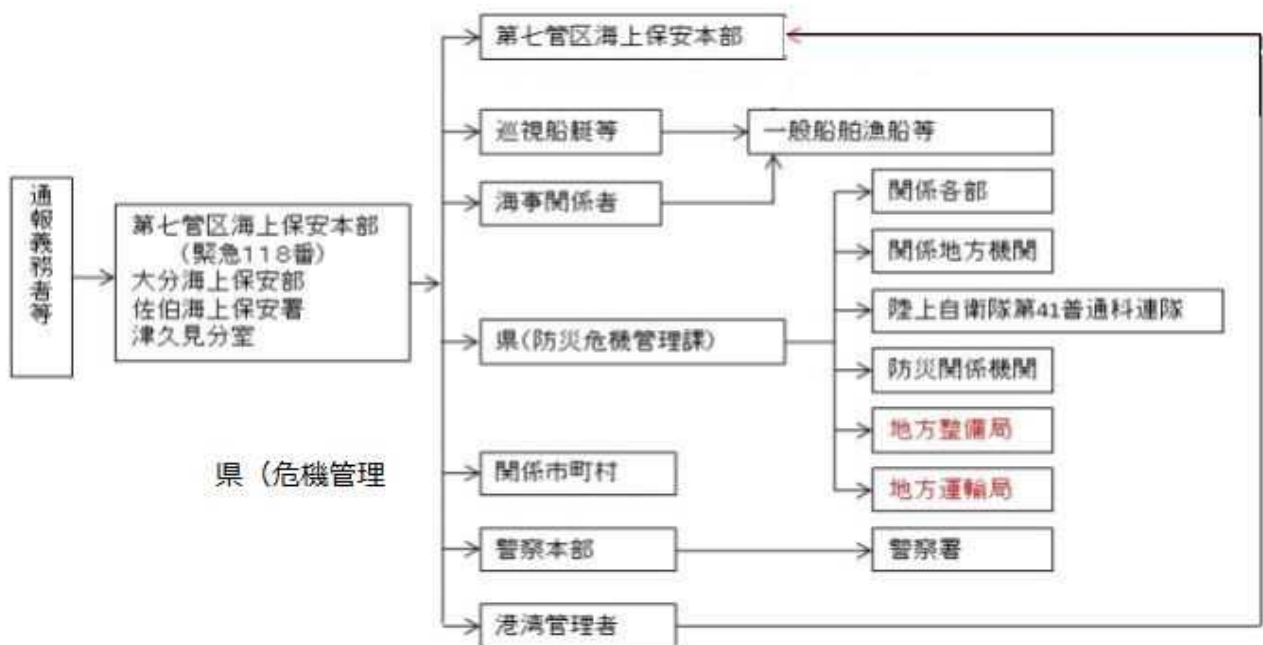 第七管区海上保安本部
巡視船艇等
一般船舶漁船等
通報義務者等
第七管区海上保安本部
(緊急118番)
大分海上保安部
佐伯海上保安署
津久見分室
海事関係者
関係各部
関係地方機関
陸上自衛隊第41普通科連隊
県(防災危機管理課)
防災関係機関
地方整備局
県（危機管理
関係市町村
地方運輸局
警察本部
警察署
港湾管理者